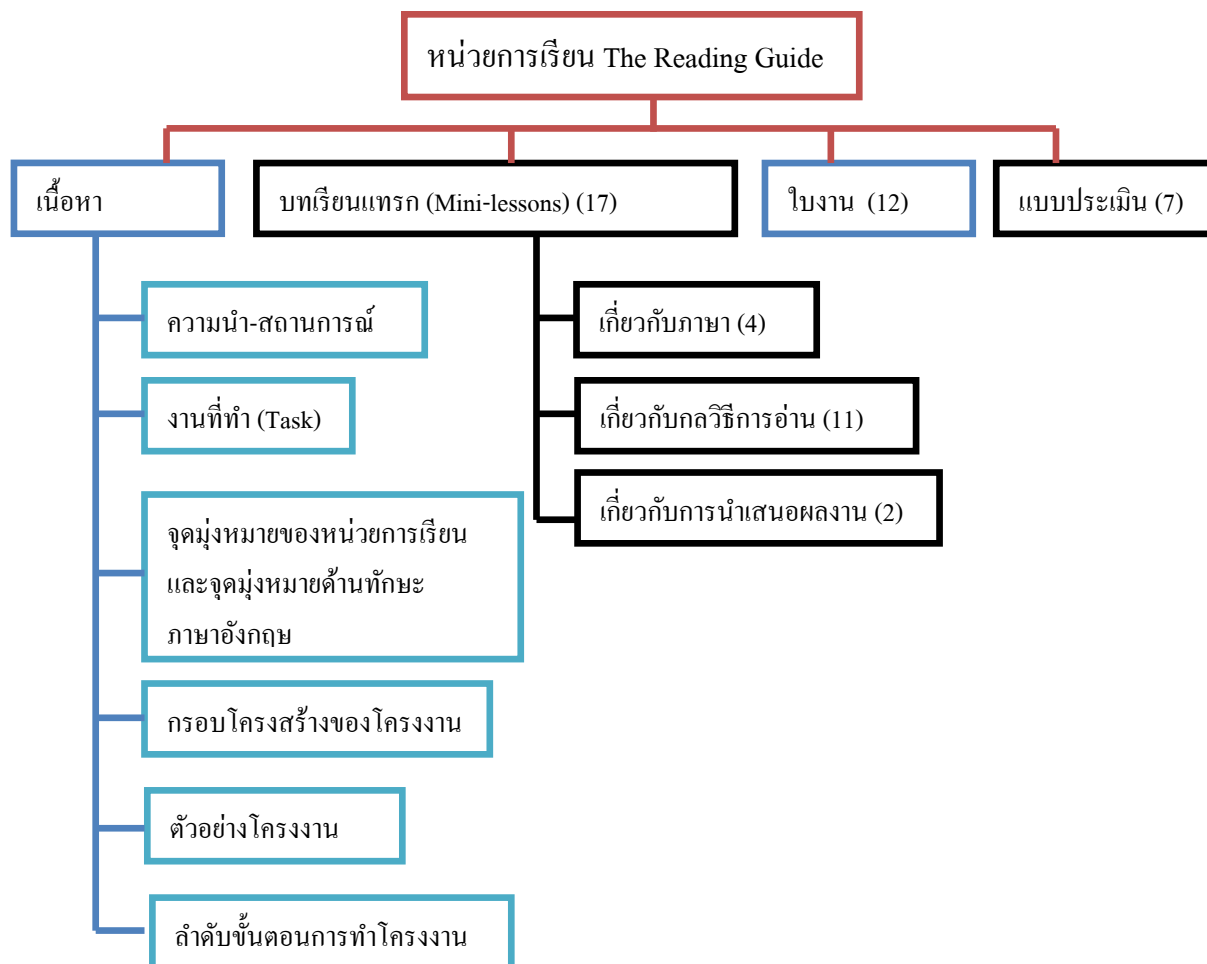 หน่วยการเรียน The Reading Guide
เนื้อหา
บทเรียนแทรก (Mini-lessons) (17)
ใบงาน (12)
แบบประเมิน (7)
ความนำ-สถานการณ์
งานที่ทำ (Task)
จุดมุ่งหมายของหน่วยการเรียน
และจุดมุ่งหมายด้านทักษะ
ภาษาอังกฤษ
กรอบโครงสร้างของโครงงาน
ตัวอย่างโครงงาน
ลำดับขั้นตอนการทำโครงงาน
เกี่ยวกับภาษา (4)
เกี่ยวกับกลวิธีการอ่าน (11)
เกี่ยวกับการนำเสนอผลงาน (2)